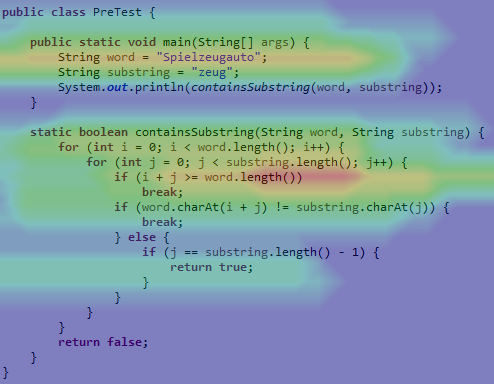 public class PreTest {
public static void main(String[] args) {
String word = "Spielzeugauto";
String substring = "zeug";
System.out.println(containsSubstring(word, substring));
}
static boolean containsSubstring(String word, String substring) {
for (int i = 0; i < word.length(); i++) {
for (int j = 0; j < substring.length(); j++) {
if (i + j >= word.length())
break;
if (word.charAt(i + j) != substring.charAt(j)) {
break;
} else {
if (j == substring.length() - 1) {
return true;
}
}
}
}
return false;
}
}